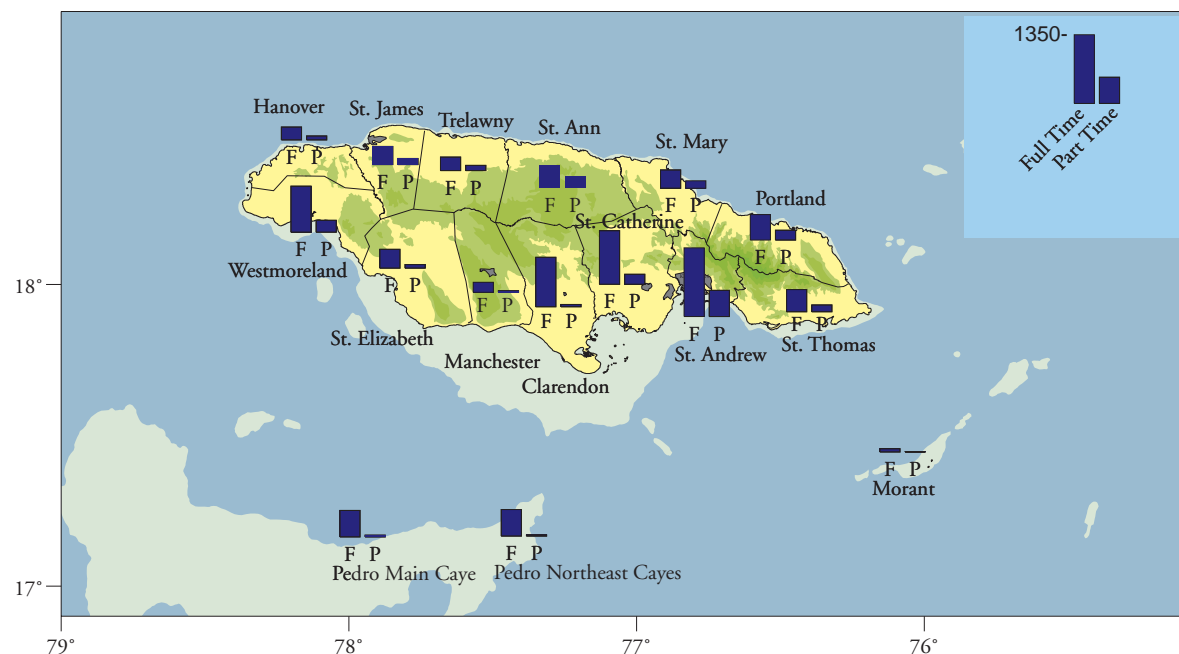 1350-
Full Time
Part Time
Hanover
F P
St. James
F P
Trelawny
F P
St. Ann
F P
St. Mary
F P
Portland
F P
Westmoreland
F P
St. Elizabeth
F P
Manchester
F P
Clarendon
F P
St. Catherine
F P
St. Andrew
F P
St. Thomas
F P
Morant
F P
Pedro Main Caye
F P
Pedro Northeast Cayes
F P
18°
17°
79°
78°
77°
76°